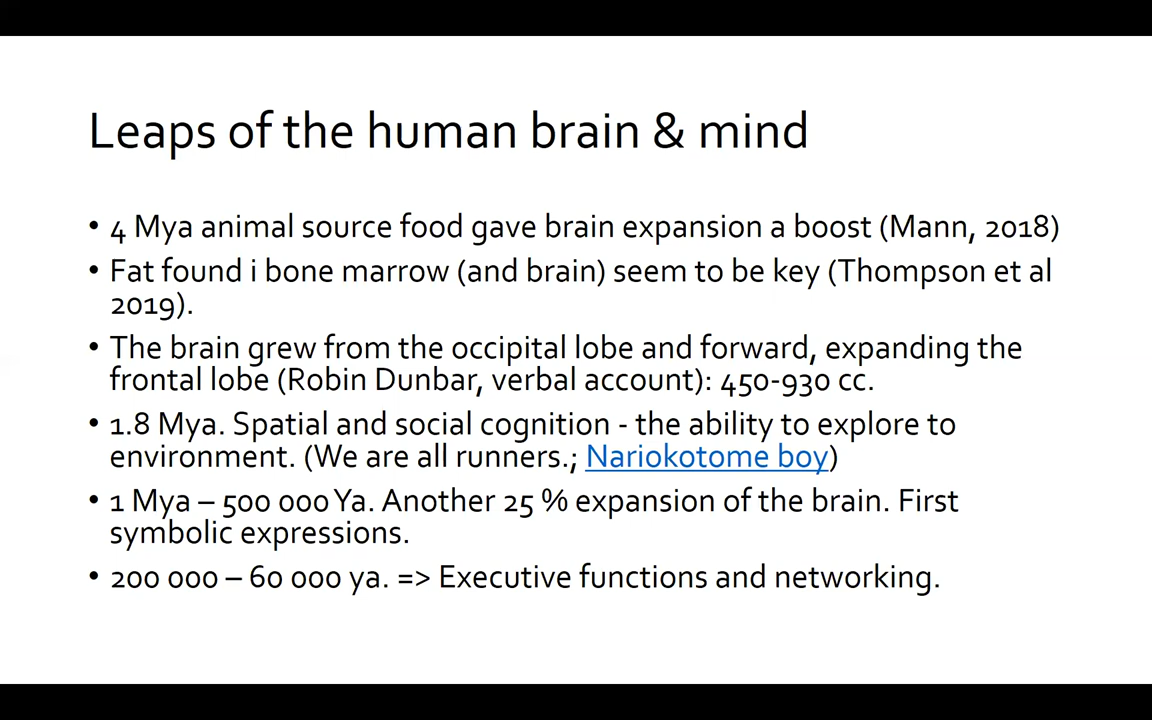 Leaps of the human brain & mind
• 4 Mya animal source food gave brain expansion a boost (Mann, 2018)
• Fat found i bone marrow (and brain) seem to be key (Thompson et al
2019).
• The brain grew from the occipital lobe and forward, expanding the
frontal lobe (Robin Dunbar, verbal account): 450-930 cc.
• 1.8 Mya. Spatial and social cognition - the ability to explore to
environment. (We are all runners.; Nariokotome boy)
• 1 Mya – 500 000 Ya. Another 25 % expansion of the brain. First
symbolic expressions.
• 200 000 – 60 000 ya. => Executive functions and networking.